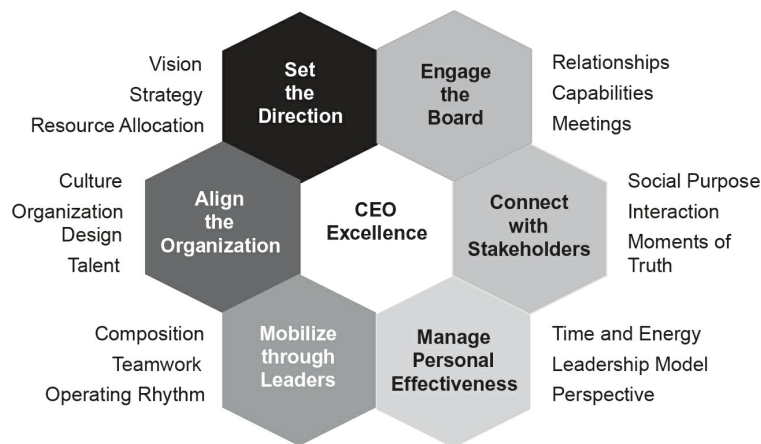 Vision
Strategy
Resource Allocation
Set
the
Direction
Engage
the
Board
Relationships
Capabilities
Meetings
Culture
Organization
Design
Talent
Align
the
Organization
CEO
Excellence
Connect
with
Stakeholders
Social Purpose
Interaction
Moments of
Truth
Composition
Teamwork
Operating Rhythm
Mobilize
through
Leaders
Manage
Personal
Effectiveness
Time and Energy
Leadership Model
Perspective